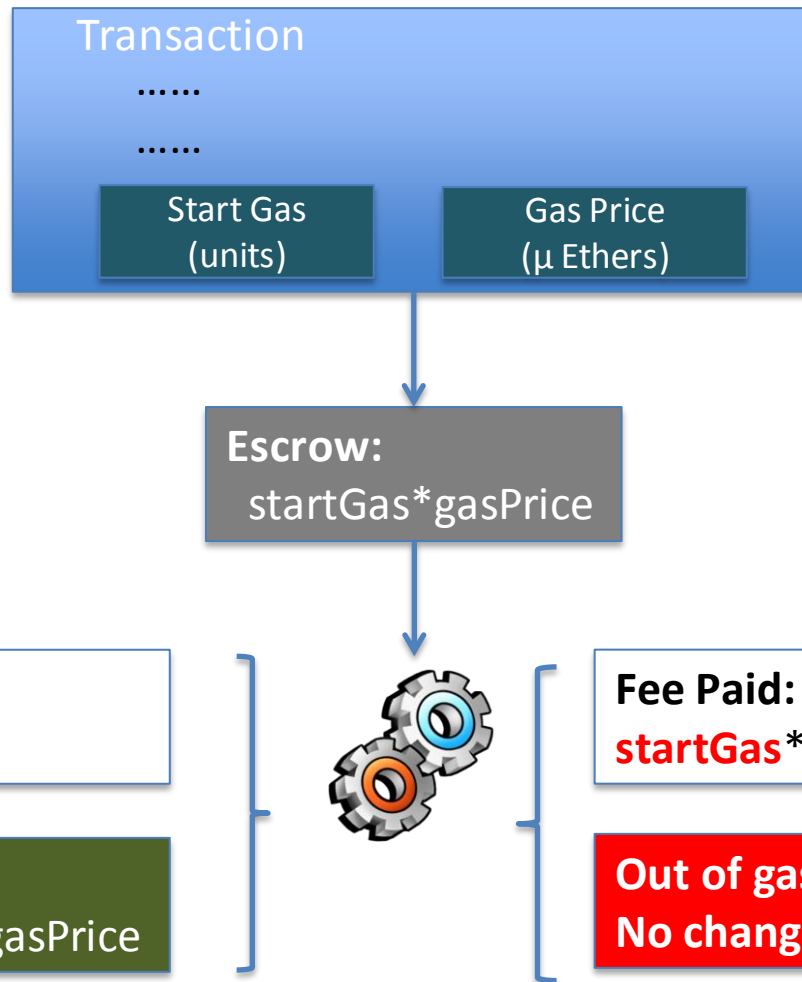 Transaction
……
……
Start Gas
(units)
Gas Price
(µ Ethers)
Escrow:
startGas*gasPrice
Fee Paid:
startGas*
gasPrice
Out of gas
No chang